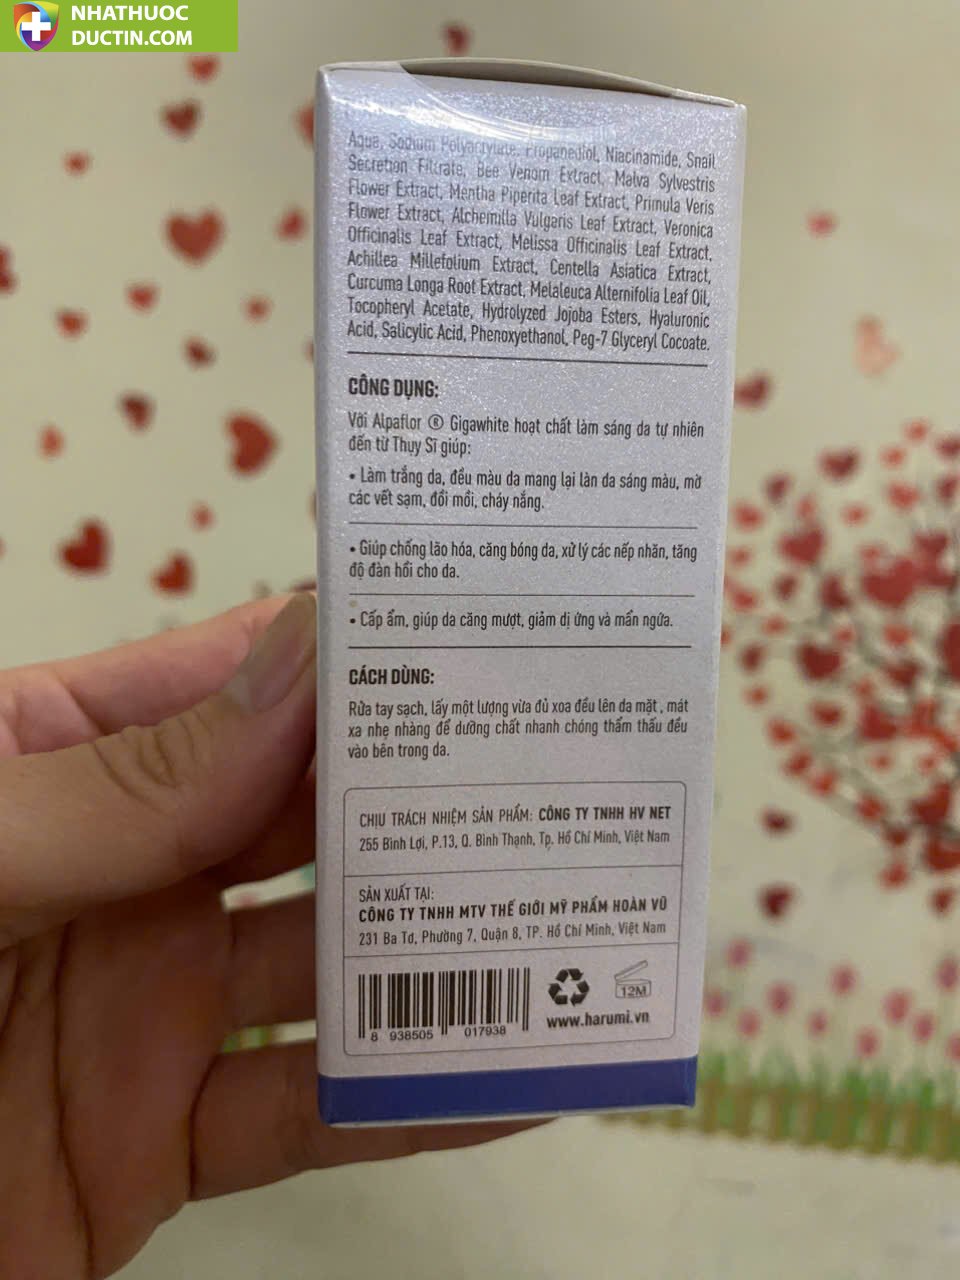 NHATHUOC
DUCTIN.COM
Aqua, Sodium Polyacrylate, Propanediol, Niacinamide, Snail
Secretion Filtrate, Bee Venom Extract, Malva Sylvestris
Flower Extract, Mentha Piperita Leaf Extract, Primula Veris
Flower Extract, Alchemilla Vulgaris Leaf Extract, Veronica
Officinalis Leaf Extract, Melissa Officinalis Leaf Extract,
Achillea Millefolium Extract, Centella Asiatica Extract,
Curcuma Longa Root Extract, Melaleuca Alternifolia Leaf Oil,
Tocopheryl Acetate, Hydrolyzed Jojoba Esters, Hyaluronic
Acid, Salicylic Acid, Phenoxyethanol, Peg-7 Glyceryl Cocoate.
CÔNG DỤNG:
Với Alpaflor ® Gigawhite hoạt chất làm sáng da tự nhiên
đến từ Thụy Sĩ giúp:
• Làm trắng da, đều màu da mang lại làn da sáng màu, mờ
các vết sạm, đồi mồi, cháy nắng.
• Giúp chống lão hóa, căng bóng da, xử lý các nếp nhăn, tăng
độ đàn hồi cho da.
• Cấp ẩm, giúp da căng mượt, giảm dị ứng và mẩn ngứa.
CÁCH DÙNG:
Rửa tay sạch, lấy một lượng vừa đủ xoa đều lên da mặt , mát
xa nhẹ nhàng để dưỡng chất nhanh chóng thẩm thấu đều
vào bên trong da.
CHỊU TRÁCH NHIỆM SẢN PHẨM: CÔNG TY TNHH HV NET
255 Bình Lợi, P.13, Q. Bình Thạnh, Tp. Hồ Chí Minh, Việt Nam
SẢN XUẤT TẠI:
CÔNG TY TNHH MTV THẾ GIỚI MỸ PHẨM HOÀN VŨ
231 Ba Tơ, Phường 7, Quận 8, TP. Hồ Chí Minh, Việt Nam
8 938505 017938
12M
www.harumi.vn